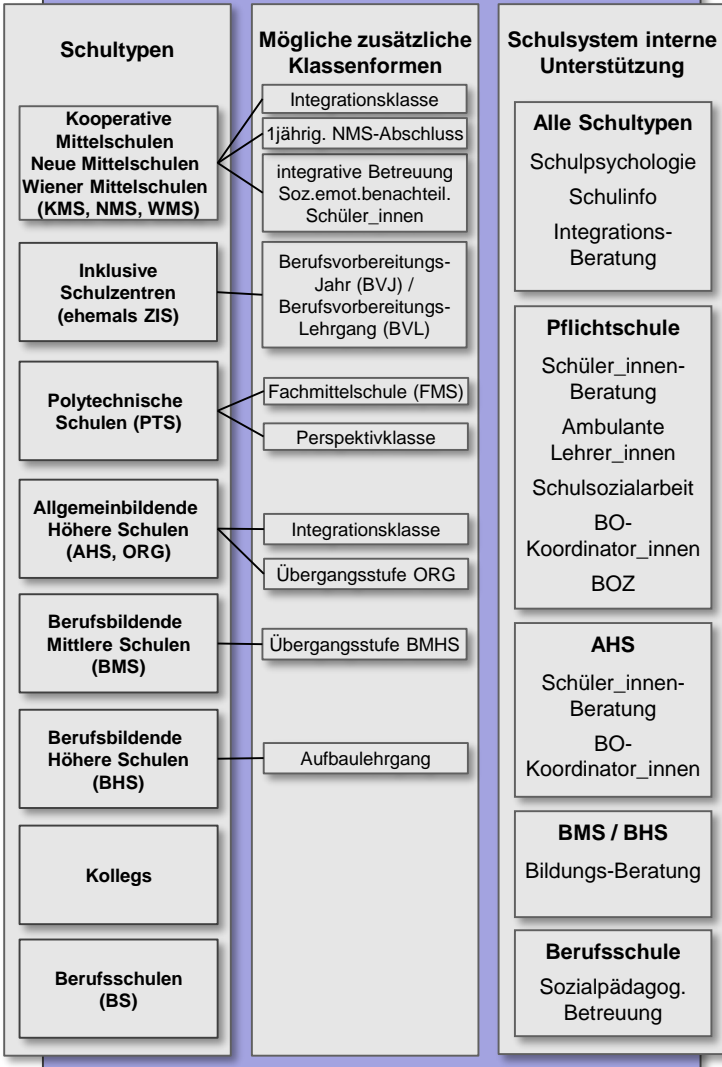 Schultypen
Kooperative
Mittelschulen
Neue Mittelschulen
Wiener Mittelschulen
(KMS, NMS, WMS)
Inklusive
Schulzentren
(ehemals ZIS)
Polytechnische
Schulen (PTS)
Allgemeinbildende
Höhere Schulen
(AHS, ORG)
Berufsbildende
Mittlere Schulen
(BMS)
Berufsbildende
Höhere Schulen
(BHS)
Kollegs
Berufsschulen
(BS)
Mögliche zusätzliche
Klassenformen
Integrationsklasse
1jährig. NMS-Abschluss
integrative Betreuung
Soz.emot.benachteil.
Schüler_innen
Berufsvorbereitungs-
Jahr (BVJ) /
Berufsvorbereitungs-
Lehrgang (BVL)
Fachmittelschule (FMS)
Perspektivklasse
Integrationsklasse
Übergangsstufe ORG
Übergangsstufe BMHS
Aufbaulehrgang
Schulsystem interne
Unterstützung
Alle Schultypen
Schulpsychologie
Schulinfo
Integrations-
Beratung
Pflichtschule
Schüler_innen-
Beratung
Ambulante
Lehrer_innen
Schulsozialarbeit
BO-
Koordinator_innen
BOZ
AHS
Schüler_innen-
Beratung
BO-
Koordinator_innen
BMS / BHS
Bildungs-Beratung
Berufsschule
Sozialpädagog.
Betreuung